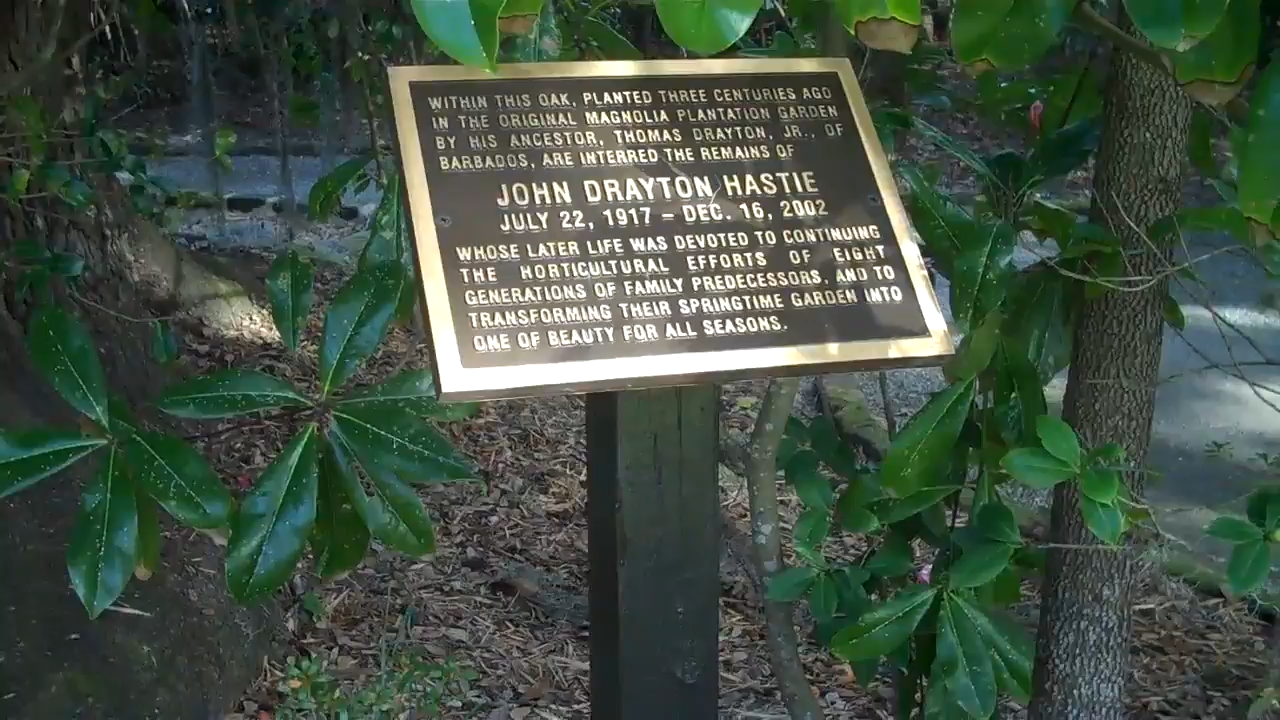 WITHIN THIS OAK, PLANTED THREE CENTURIES AGO
IN THE ORIGINAL MAGNOLIA PLANTATION GARDEN
BY HIS ANCESTOR, THOMAS DRAYTON, JR., OF
BARBADOS, ARE INTERRED THE REMAINS OF
JOHN DRAYTON HASTIE
JULY 22, 1917 – DEC. 16, 2002
WHOSE LATER LIFE WAS DEVOTED TO CONTINUING
THE HORTICULTURAL EFFORTS OF EIGHT
GENERATIONS OF FAMILY PREDECESSORS, AND TO
TRANSFORMING THEIR SPRINGTIME GARDEN INTO
ONE OF BEAUTY FOR ALL SEASONS.